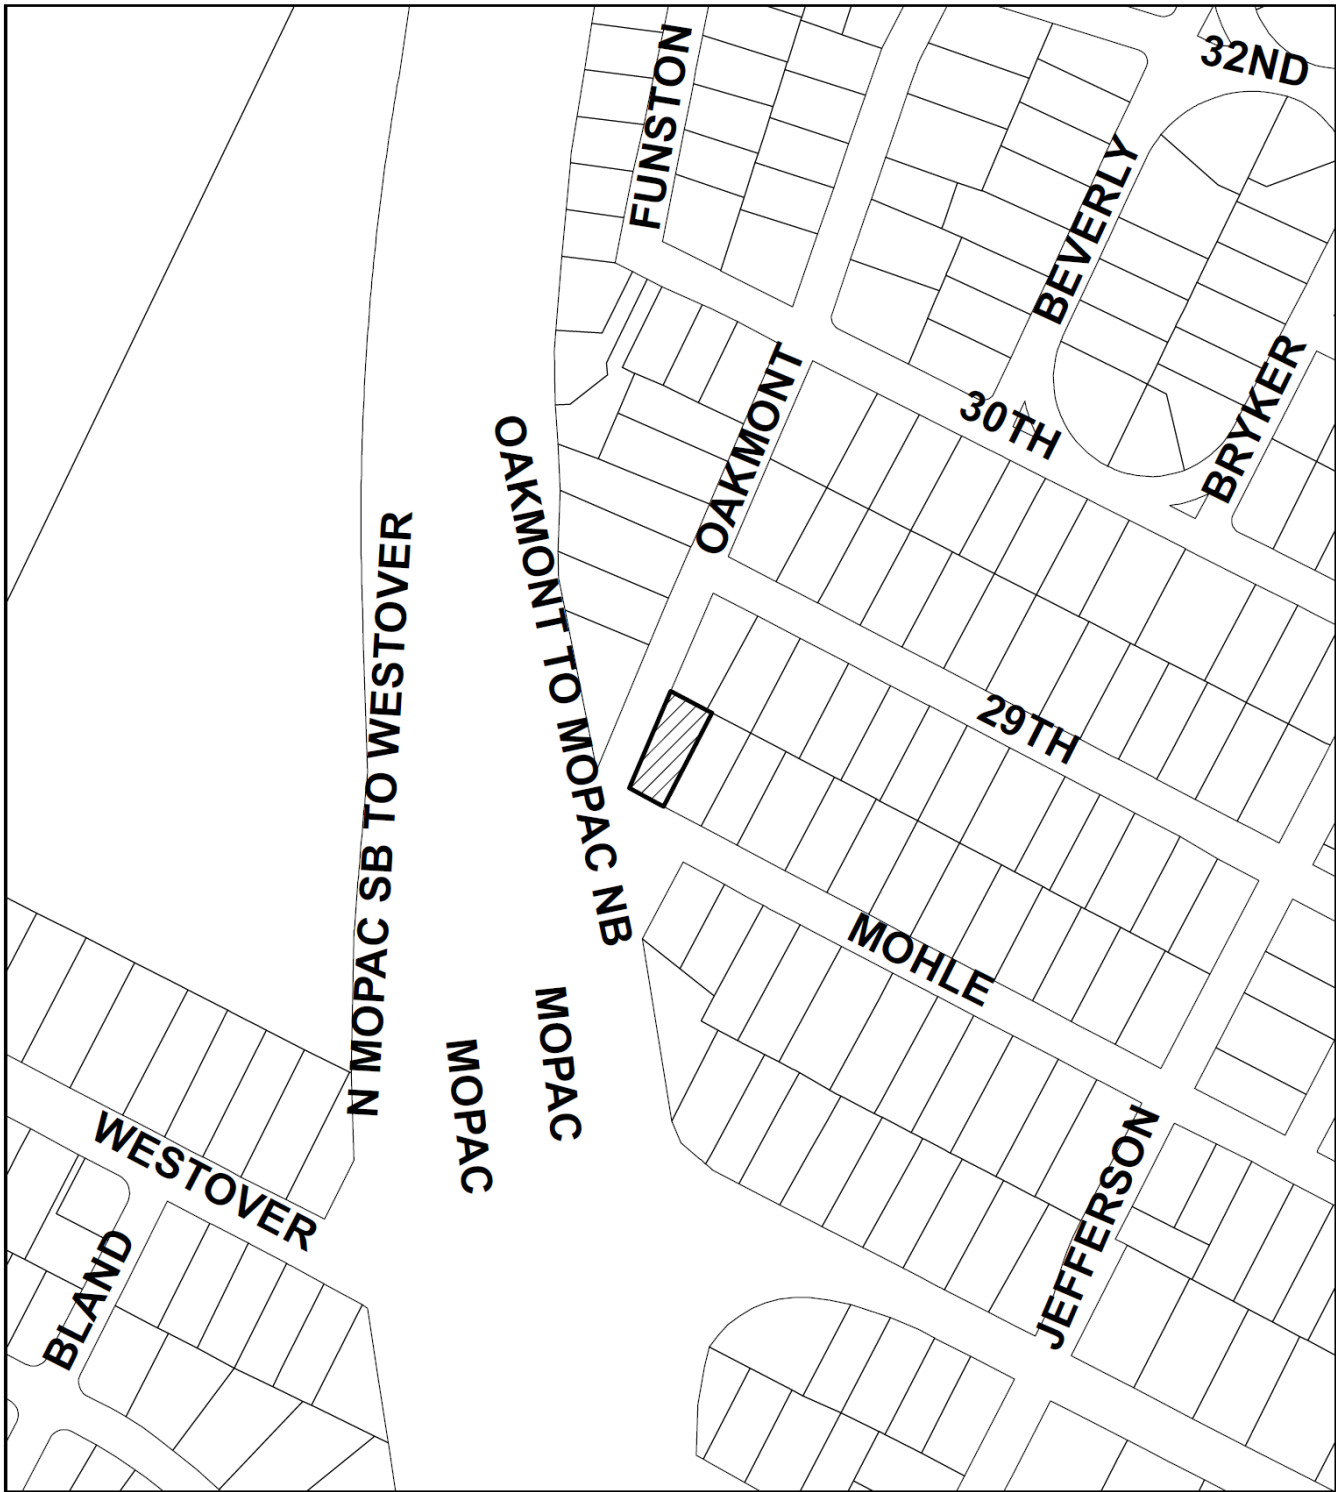 32ND
FUNSTON
BEVERLY
BRYKER
30TH
OAKMONT
OAKMONT TO MOPAC NB
N MOPAC SB TO WESTOVER
29TH
MOHLE
MOPAC
MOPAC
WESTOVER
JEFFERSON
BLAND